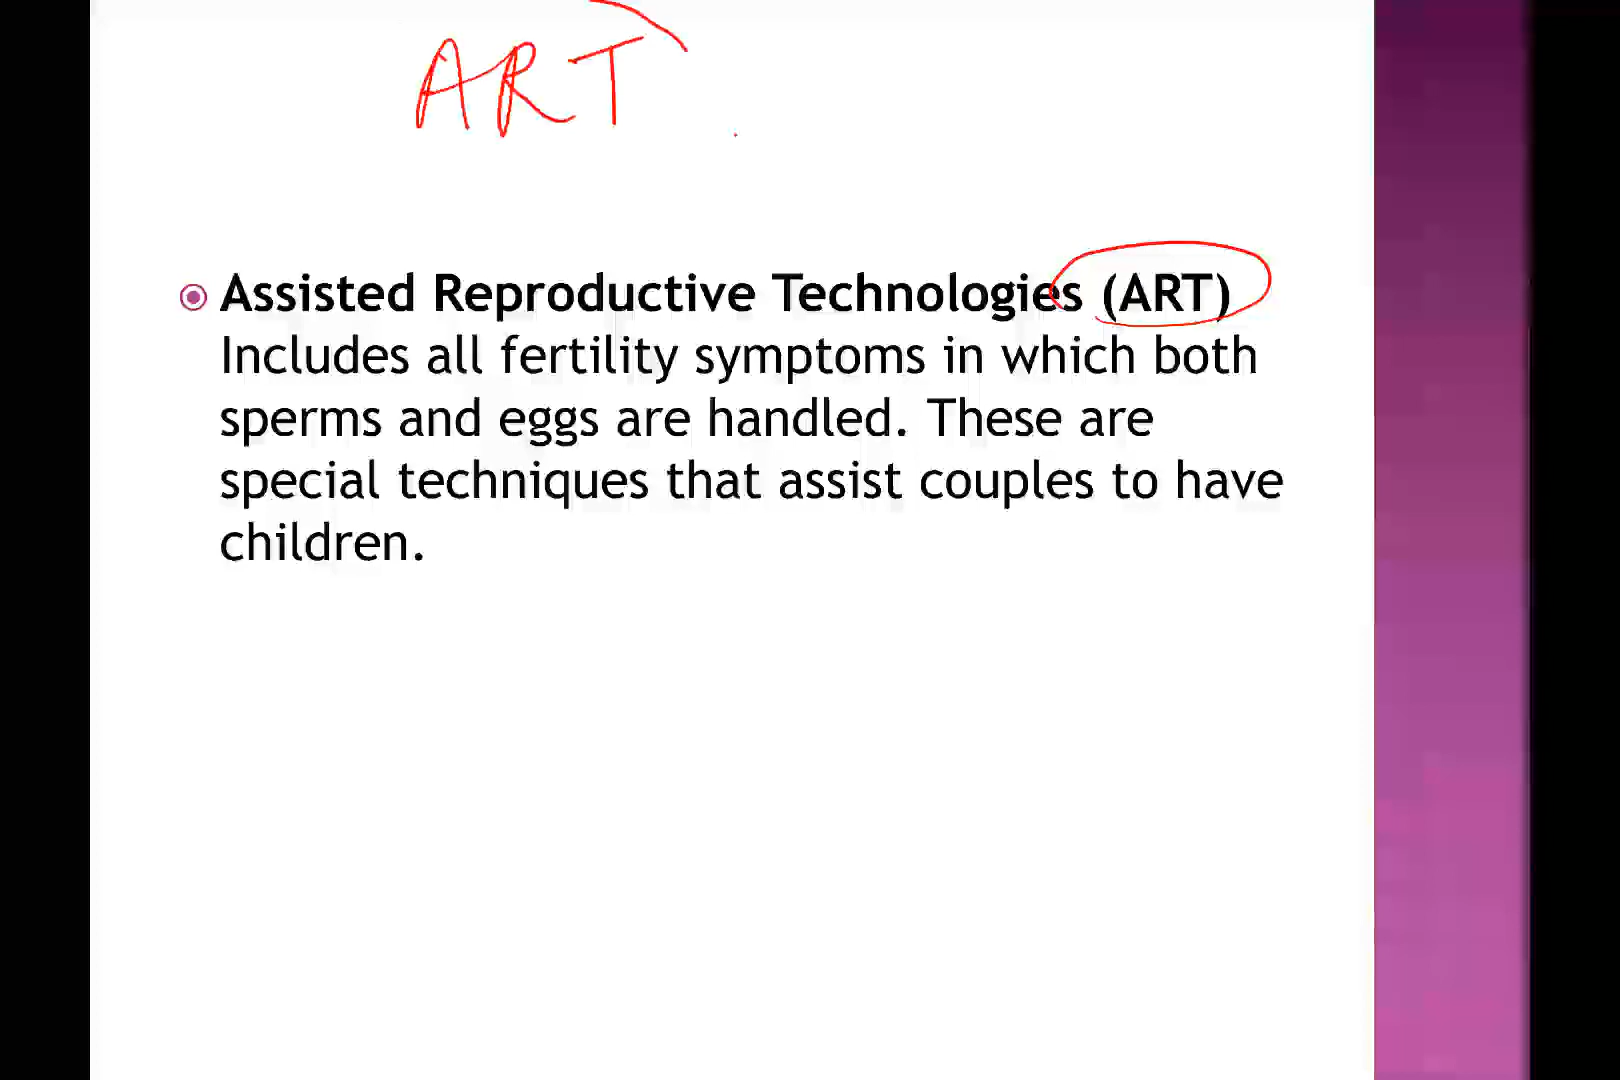 ART
Assisted Reproductive Technologies (ART)
Includes all fertility symptoms in which both
sperms and eggs are handled. These are
special techniques that assist couples to have
children.